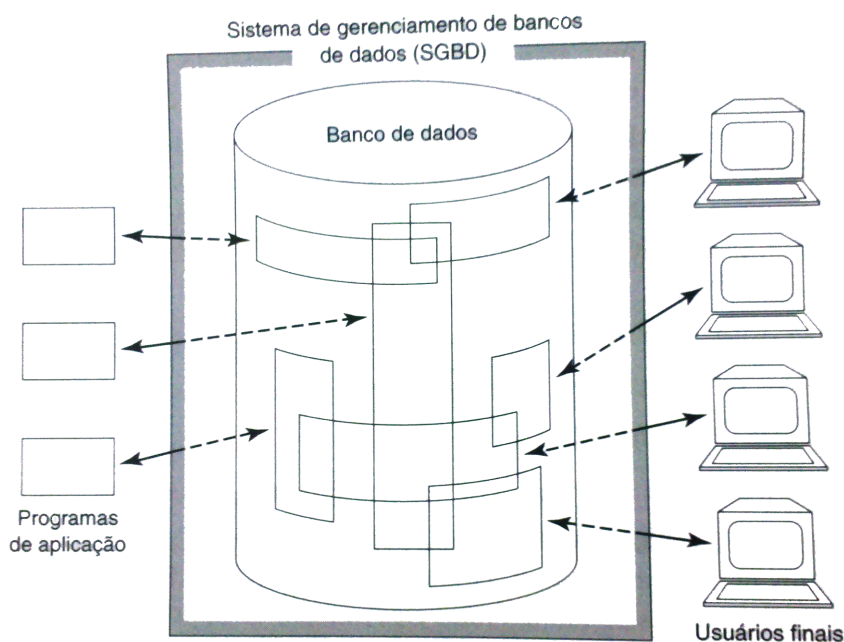 Sistema de gerenciamento de bancos
de dados (SGBD)
Banco de dados
Programas
de aplicação
Usuários finais